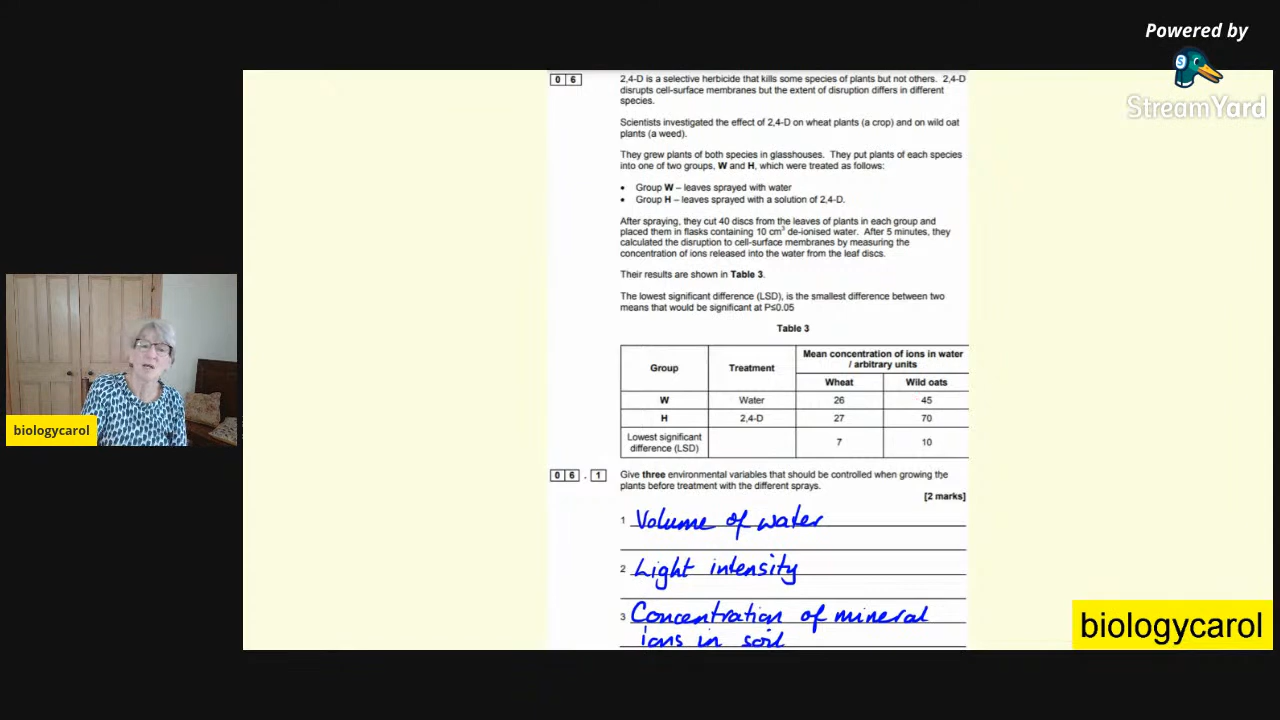 Powered by
S
StreamYard
06
2,4-D is a selective herbicide that kills some species of plants but not others. 2,4-D
disrupts cell-surface membranes but the extent of disruption differs in different
species.
Scientists investigated the effect of 2,4-D on wheat plants (a crop) and on wild oat
plants (a weed).
They grew plants of both species in glasshouses. They put plants of each species
into one of two groups, W and H, which were treated as follows:
• Group W – leaves sprayed with water
• Group H – leaves sprayed with a solution of 2,4-D.
After spraying, they cut 40 discs from the leaves of plants in each group and
placed them in flasks containing 10 cm³ de-ionised water. After 5 minutes, they
calculated the disruption to cell-surface membranes by measuring the
concentration of ions released into the water from the leaf discs.
Their results are shown in Table 3.
The lowest significant difference (LSD), is the smallest difference between two
means that would be significant at P≤0.05
Table 3
Group Treatment Mean concentration of ions in water
/ arbitrary units
Wheat Wild oats
W Water 26 45
H 2,4-D 27 70
Lowest significant
difference (LSD) 7 10
06.1 Give three environmental variables that should be controlled when growing the
plants before treatment with the different sprays.
[2 marks]
1 Volume of water
2 Light intensity
3 Concentration of mineral
ions in soil
biologycarol
biologycarol